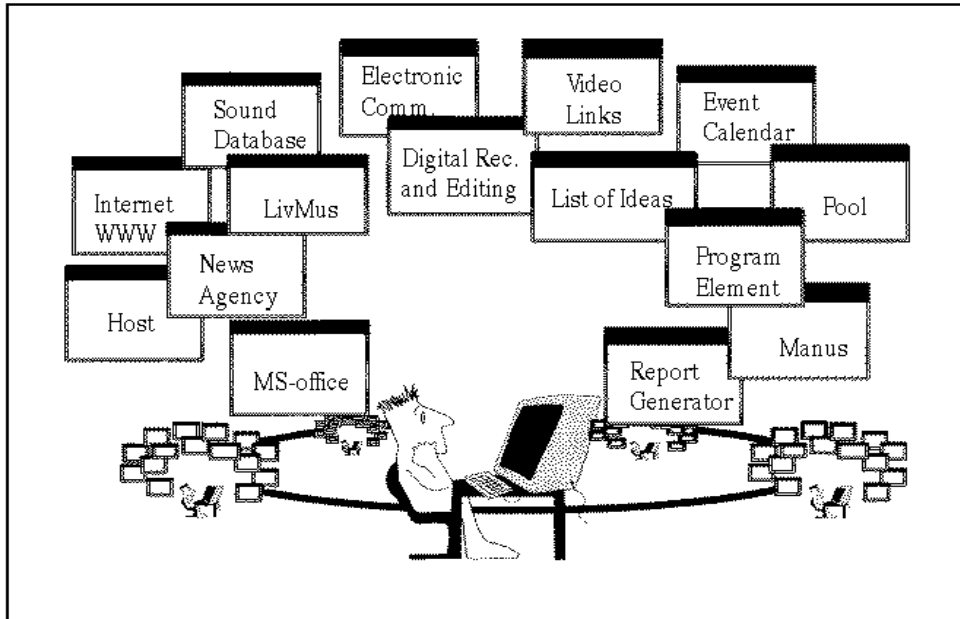 Electronic
Comm.
Video
Links
Sound
Database
Event
Calendar
Digital Rec.
and Editing
Internet
WWW
LivMus
List of Ideas
Pool
News
Agency
Program
Element
Host
Manus
MS-office
Report
Generator